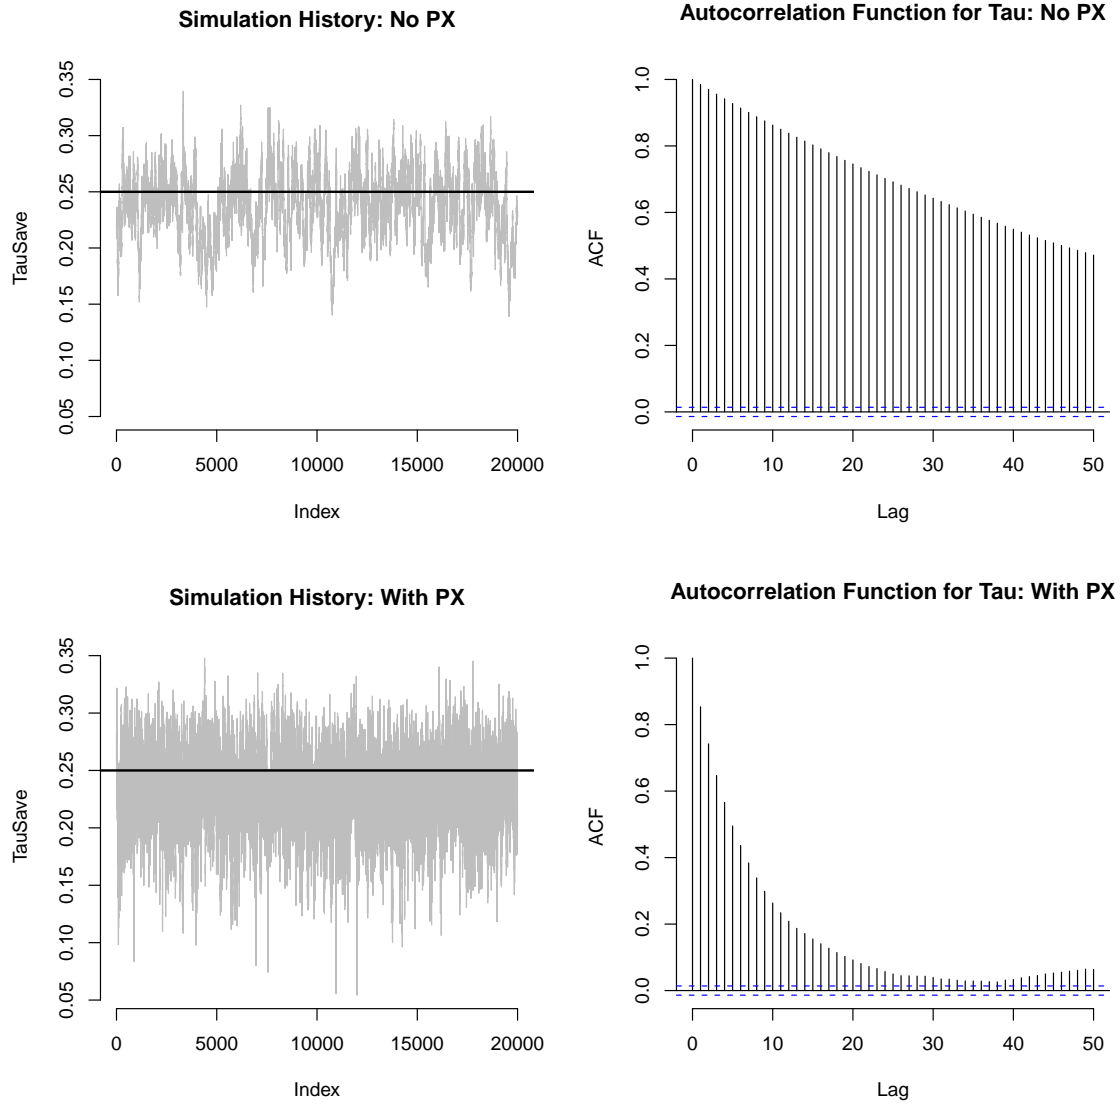 Simulation History: No PX
TauSave
0.35
0.30
0.25
0.20
0.15
0.10
0.05
0 5000 10000 15000 20000
Index
Autocorrelation Function for Tau: No PX
ACF
1.0
0.8
0.6
0.4
0.2
0.0
0 10 20 30 40 50
Lag
Simulation History: With PX
TauSave
0.35
0.30
0.25
0.20
0.15
0.10
0.05
0 5000 10000 15000 20000
Index
Autocorrelation Function for Tau: With PX
ACF
1.0
0.8
0.6
0.4
0.2
0.0
0 10 20 30 40 50
Lag